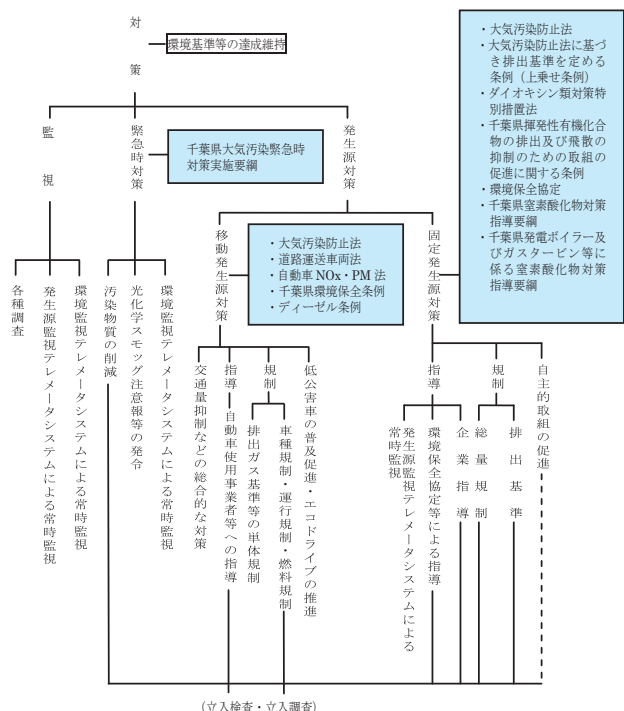 対策
環境基準等の達成維持
・大気汚染防止法
・大気汚染防止法に基づ
き排出基準を定める
条例（上乗せ条例）
・ダイオキシン類対策特
別措置法
・千葉県揮発性有機化合
物の排出及び飛散の
抑制のための取組の
促進に関する条例
・環境保全協定
・千葉県窒素酸化物対策
指導要綱
・千葉県発電ボイラー及
びガスタービン等に
係る窒素酸化物対策
指導要綱
監視
緊急時対策
千葉県大気汚染緊急時
対策実施要綱
発生源対策
移動発生源対策
・大気汚染防止法
・道路運送車両法
・自動車 NOx・PM 法
・千葉県環境保全条例
・ディーゼル条例
固定発生源対策
各種調査
発生源監視テレメータシステムによる常時監視
環境監視テレメータシステムによる常時監視
汚染物質の削減
光化学スモッグ注意報等の発令
環境監視テレメータシステムによる常時監視
交通量抑制などの総合的な対策
指導
自動車使用事業者等への指導
規制
排出ガス基準等の単体規制
車種規制・運行規制・燃料規制
低公害車の普及促進・エコドライブの推進
指導
発生源監視テレメータシステムによる
常時監視
環境保全協定等による指導
企業指導
規制
総量規制
排出基準
自主的取組の促進
(立入検査・立入調査)